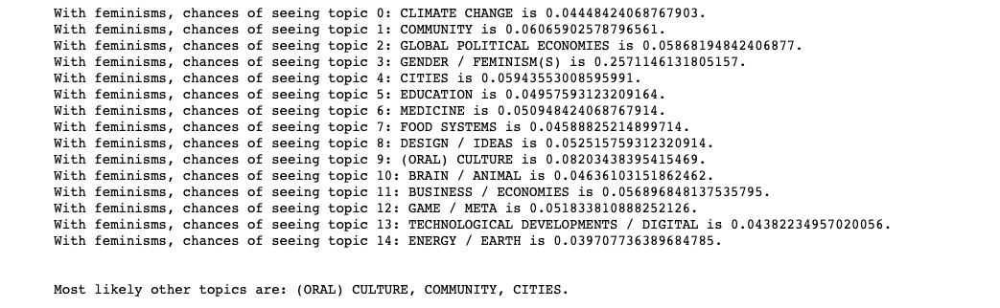 With feminisms, chances of seeing topic 0: CLIMATE CHANGE is 0.04448424068767903.
With feminisms, chances of seeing topic 1: COMMUNITY is 0.06065902578796561.
With feminisms, chances of seeing topic 2: GLOBAL POLITICAL ECONOMIES is 0.05868194842406877.
With feminisms, chances of seeing topic 3: GENDER / FEMINISM(S) is 0.2571146131805157.
With feminisms, chances of seeing topic 4: CITIES is 0.05943553008595991.
With feminisms, chances of seeing topic 5: EDUCATION is 0.04957593123209164.
With feminisms, chances of seeing topic 6: MEDICINE is 0.050948424068767914.
With feminisms, chances of seeing topic 7: FOOD SYSTEMS is 0.04588825214899714.
With feminisms, chances of seeing topic 8: DESIGN / IDEAS is 0.052515759312320914.
With feminisms, chances of seeing topic 9: (ORAL) CULTURE is 0.08203438395415469.
With feminisms, chances of seeing topic 10: BRAIN / ANIMAL is 0.04636103151862462.
With feminisms, chances of seeing topic 11: BUSINESS / ECONOMIES is 0.056896848137535795.
With feminisms, chances of seeing topic 12: GAME / META is 0.051833810888252126.
With feminisms, chances of seeing topic 13: TECHNOLOGICAL DEVELOPMENTS / DIGITAL is 0.04382234957020056.
With feminisms, chances of seeing topic 14: ENERGY / EARTH is 0.039707736389684785.
Most likely other topics are: (ORAL) CULTURE, COMMUNITY, CITIES.